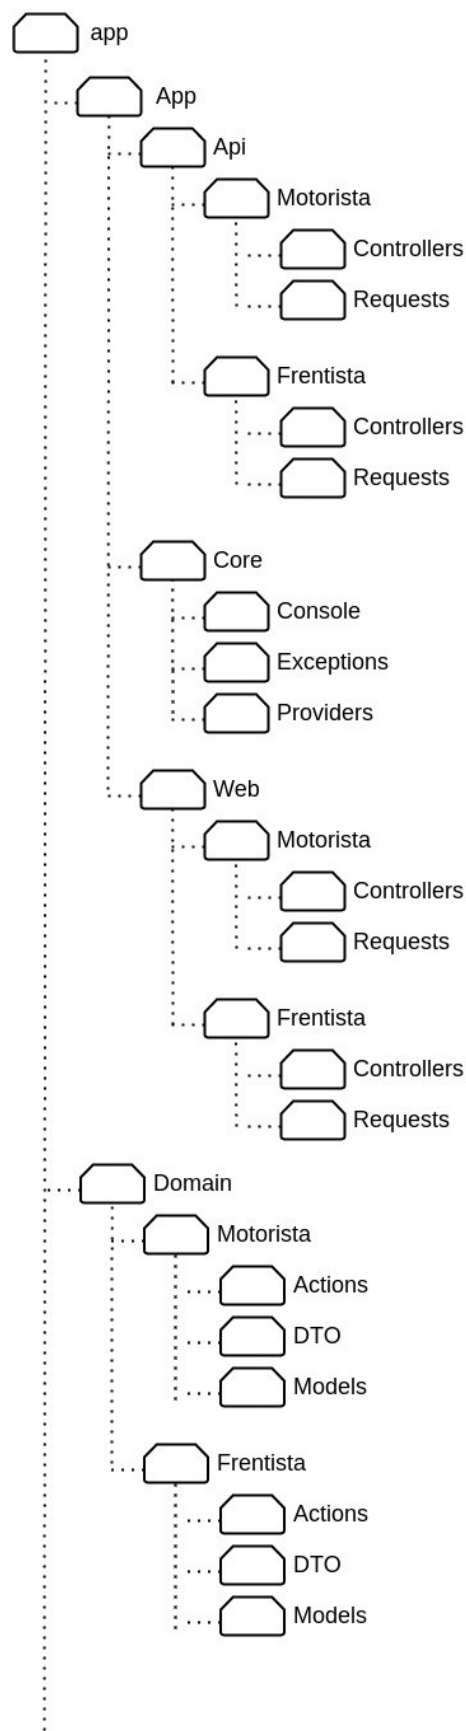 app
App
Api
Motorista
Controllers
Requests
Frentista
Controllers
Requests
Core
Console
Exceptions
Providers
Web
Motorista
Controllers
Requests
Frentista
Controllers
Requests
Domain
Motorista
Actions
DTO
Models
Frentista
Actions
DTO
Models